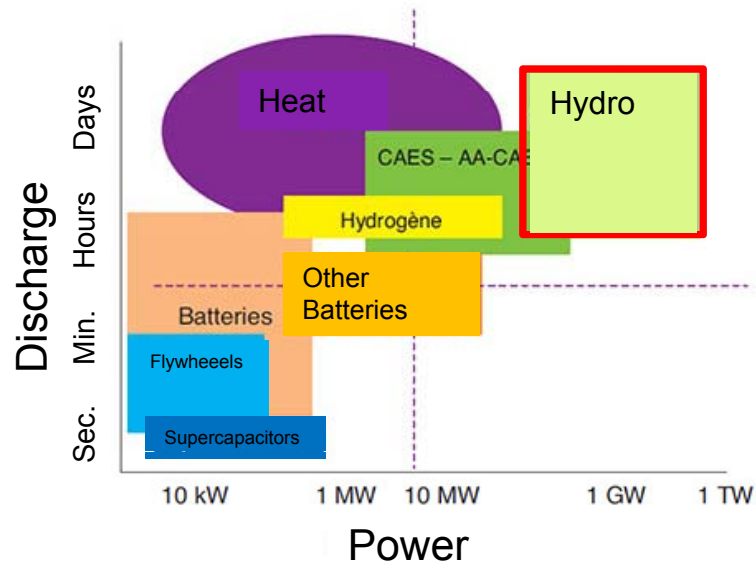 Heat
Hydro
CAES – AA-CAE
Hydrogène
Other
Batteries
Batteries
Flywheeels
Supercapacitors
Discharge
Days
Hours
Min.
Sec.
10 kW
1 MW
10 MW
1 GW
1 TW
Power